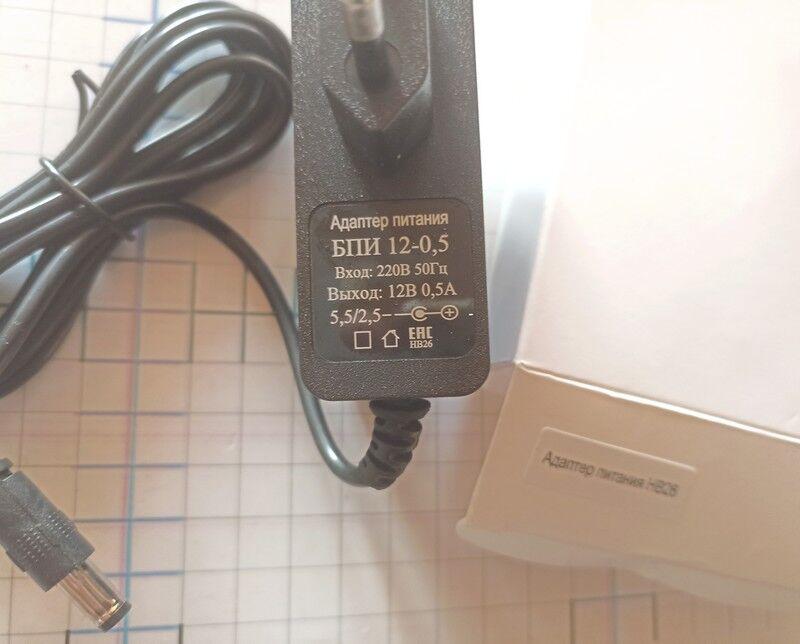 Адаптер питания
БПИ 12-0,5
Вход: 220В 50Гц
Выход: 12В 0,5А
5,5/2,5
ЕАС
НВ26
Адаптер питания НВ26